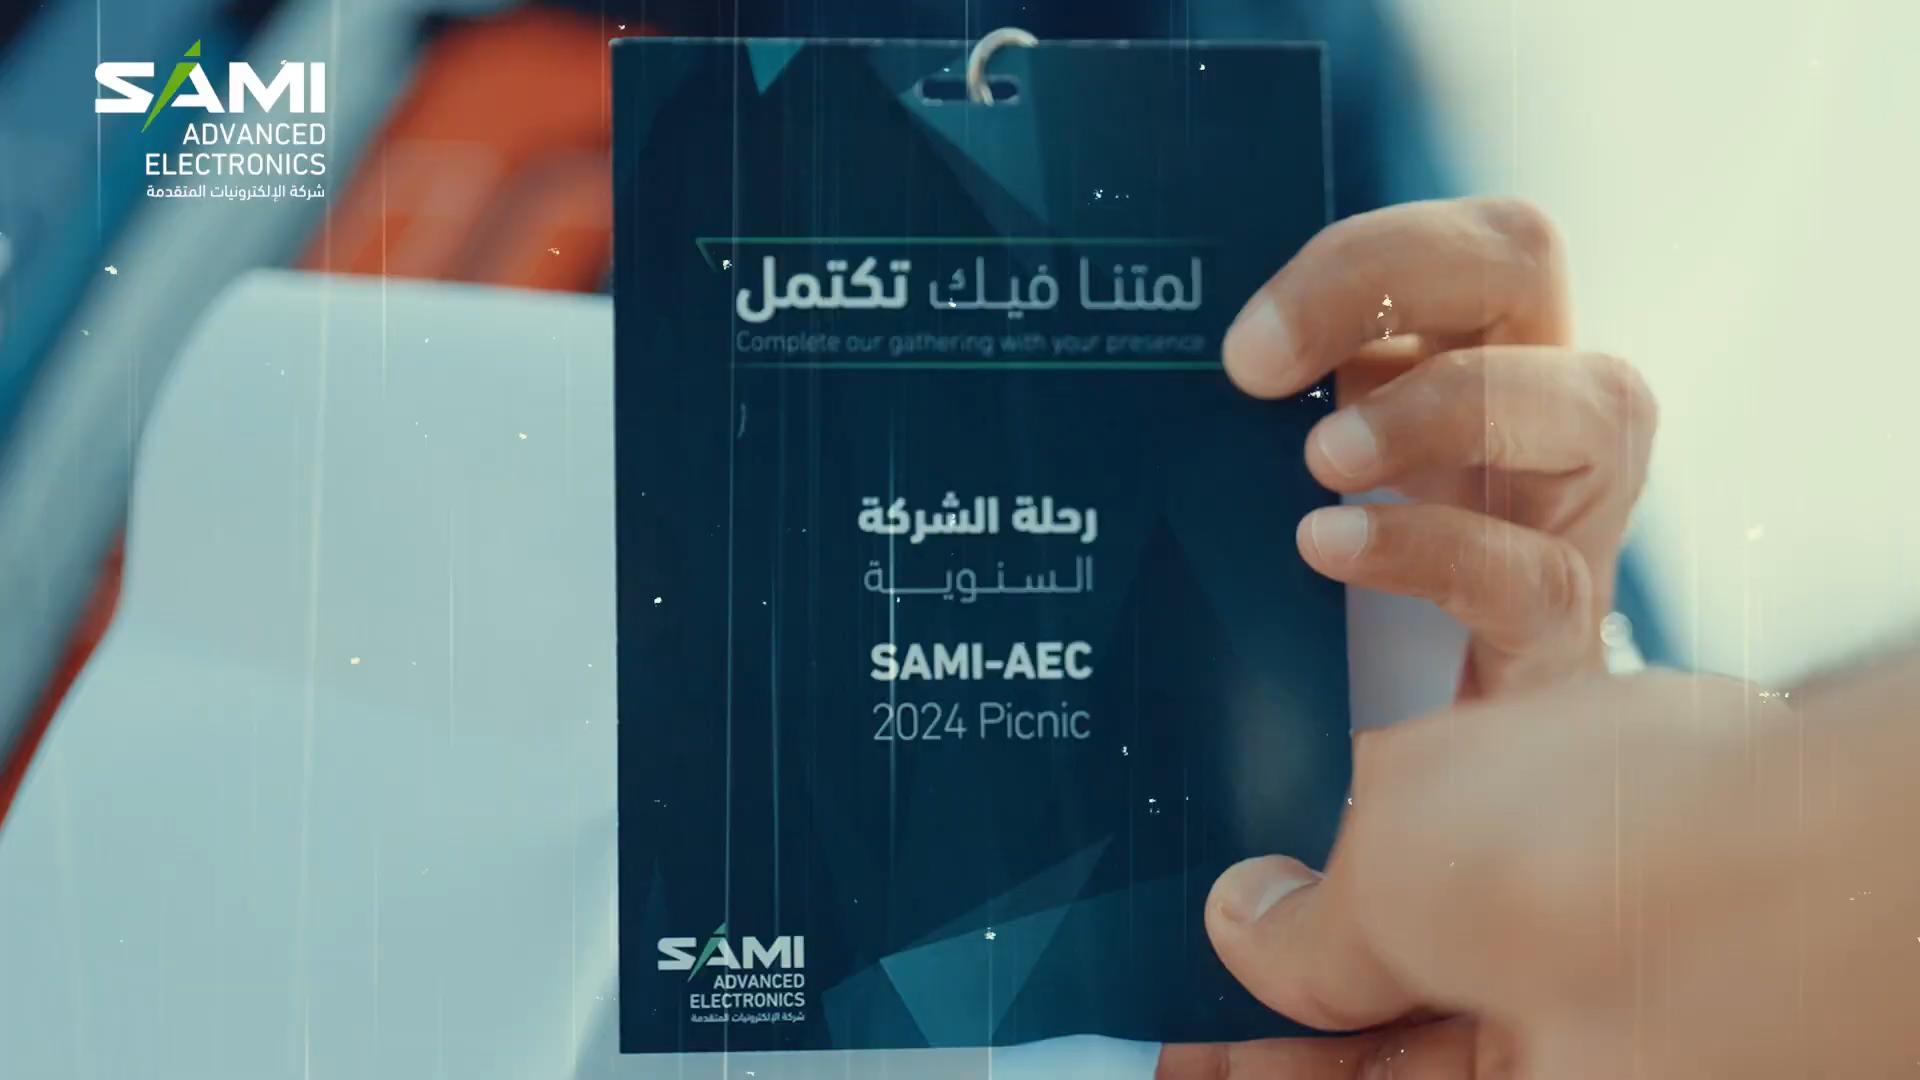 SAMI
ADVANCED
ELECTRONICS
شركة الإلكترونيات المتقدمة
لمتنا فيك تكتمل
Complete our gathering with your presence
رحلة الشركة
السنوية
SAMI-AEC
2024 Picnic
SAMI
ADVANCED
ELECTRONICS
شركة الإلكترونيات المتقدمة